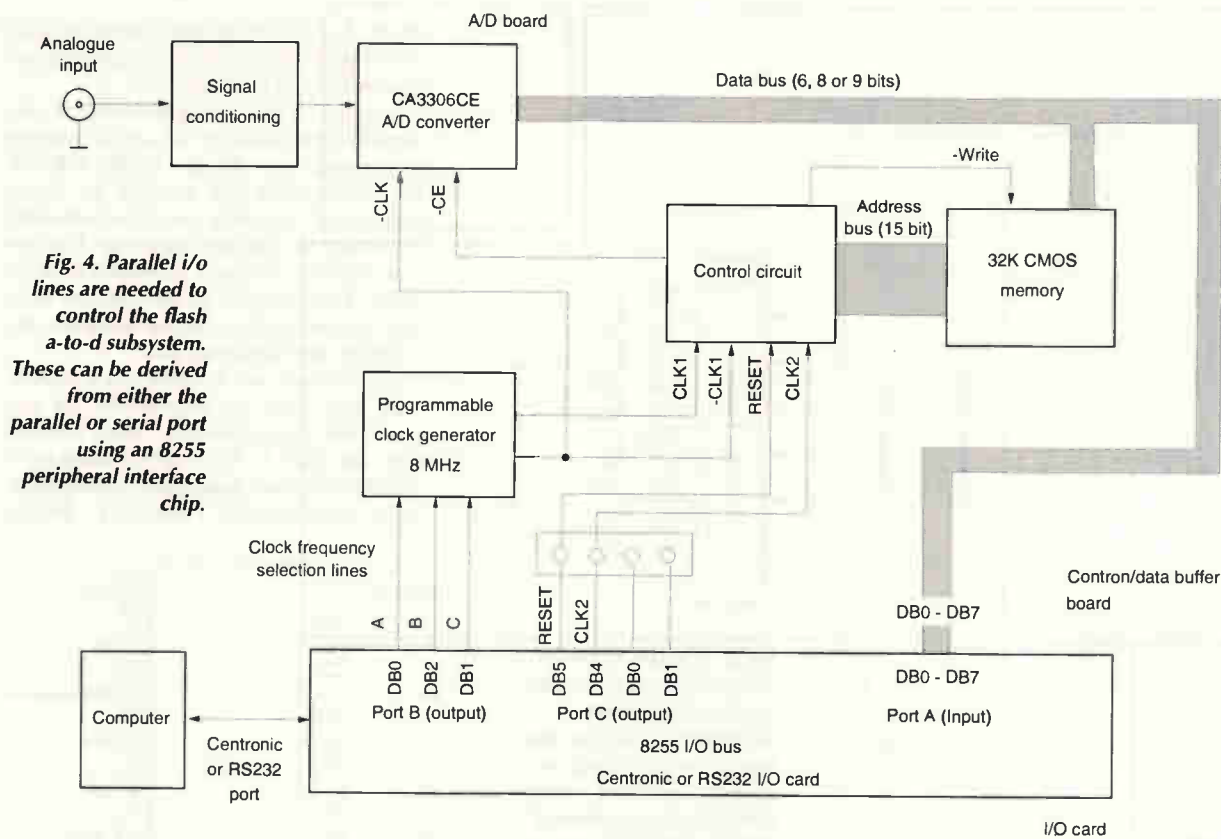 A/D board
Analogue
input
Signal
conditioning
CA3306CE
A/D converter
Data bus (6, 8 or 9 bits)
-CLK
-CE
-Write
Address
bus (15 bit)
Control circuit
32K CMOS
memory
Fig. 4. Parallel i/o
lines are needed to
control the flash
a-to-d subsystem.
These can be derived
from either the
parallel or serial port
using an 8255
peripheral interface
chip.
CLK1
-CLK1
RESET
CLK2
Programmable
clock generator
8 MHz
Clock frequency
selection lines
A
B
C
RESET
CLK2
Contron/data buffer
board
DB0 - DB7
DB0
DB2
DB1
DB5
DB4
DB0
DB1
DB0 - DB7
Port B (output)
Port C (output)
Port A (Input)
Computer
Centronic
or RS232
port
8255 I/O bus
Centronic or RS232 I/O card
I/O card